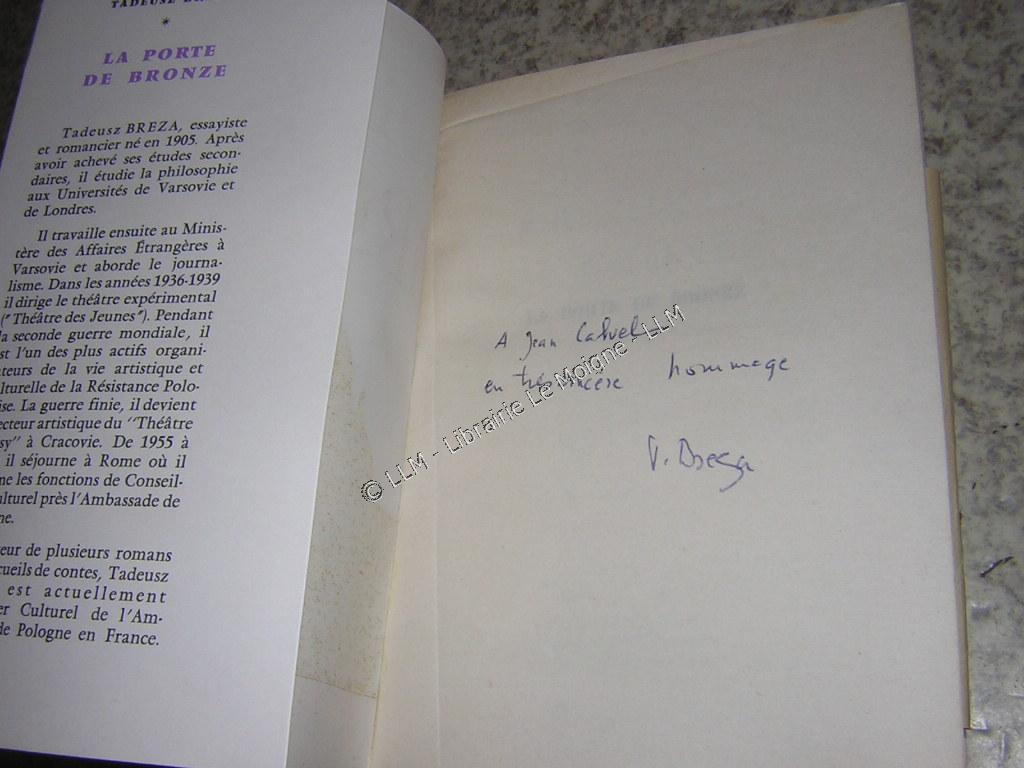 TADEUSZ
*
LA PORTE
DE BRONZE
Tadeusz BREZA, essayiste
et romancier né en 1905. Après
avoir achevé ses études secon-
daires, il étudie la philosophie
aux Universités de Varsovie et
de Londres.
Il travaille ensuite au Minis-
tère des Affaires Étrangères à
Varsovie et aborde le journa-
lisme. Dans les années 1936-1939
il dirige le théâtre expérimental
("Théâtre des Jeunes"). Pendant
la seconde guerre mondiale, il
st l'un des plus actifs organi-
ateurs de la vie artistique et
lturelle de la Résistance Polo-
ise. La guerre finie, il devient
ecteur artistique du "Théâtre
sy" à Cracovie. De 1955 à
il séjourne à Rome où il
ne les fonctions de Conseil-
ulturel près l'Ambassade de
ne.
eur de plusieurs romans
cueils de contes, Tadeusz
est actuellement
er Culturel de l'Am-
de Pologne en France.
A Jean
en très sincère hommage
T. Breza
© LLM - Librairie Le Moigne - LLM